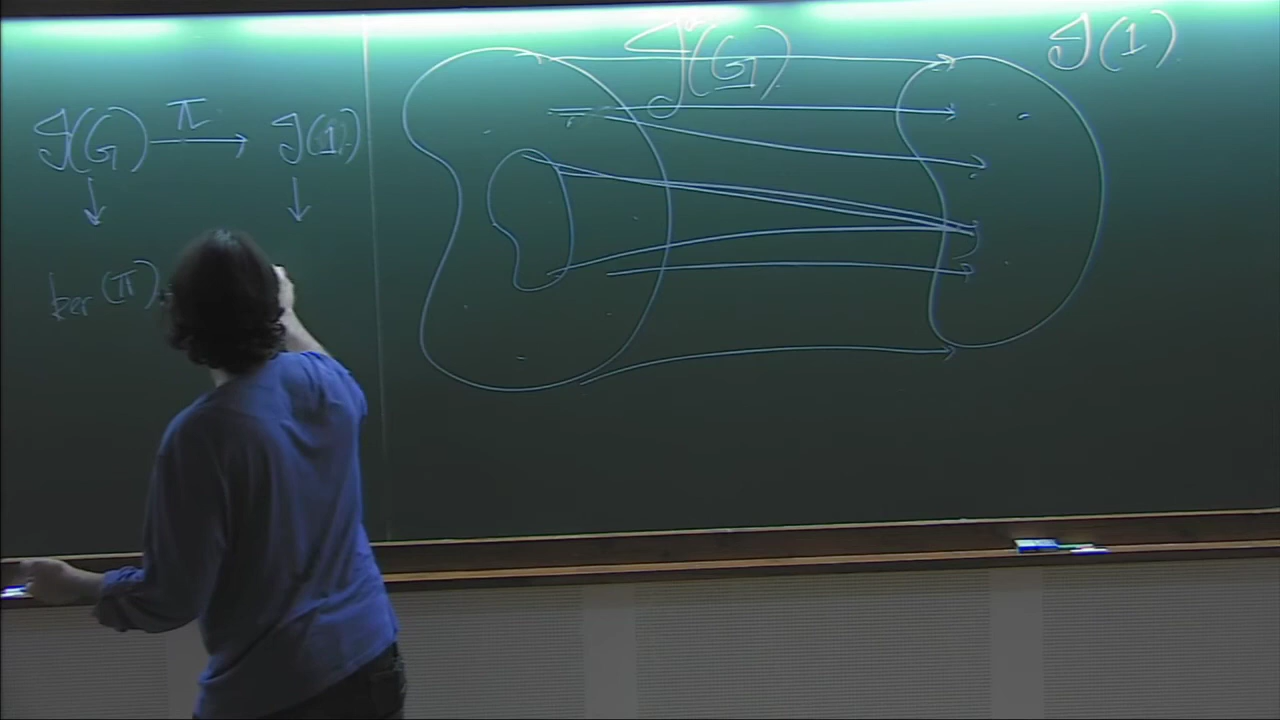 𝒥(G) π→ 𝒥(1)
↓ ↓
ker(π)
𝒥(G)
𝒥(1)